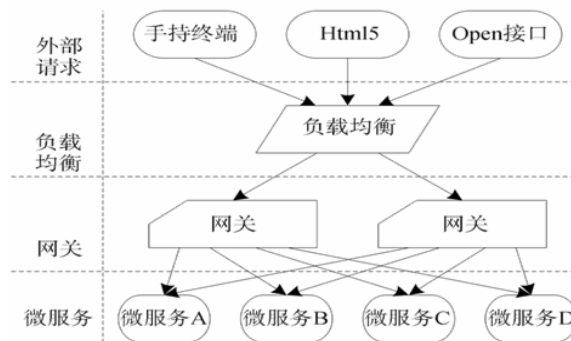 外部
请求
手持终端
Html5
Open接口
负载
均衡
负载均衡
网关
网关
网关
微服务
微服务A
微服务B
微服务C
微服务D